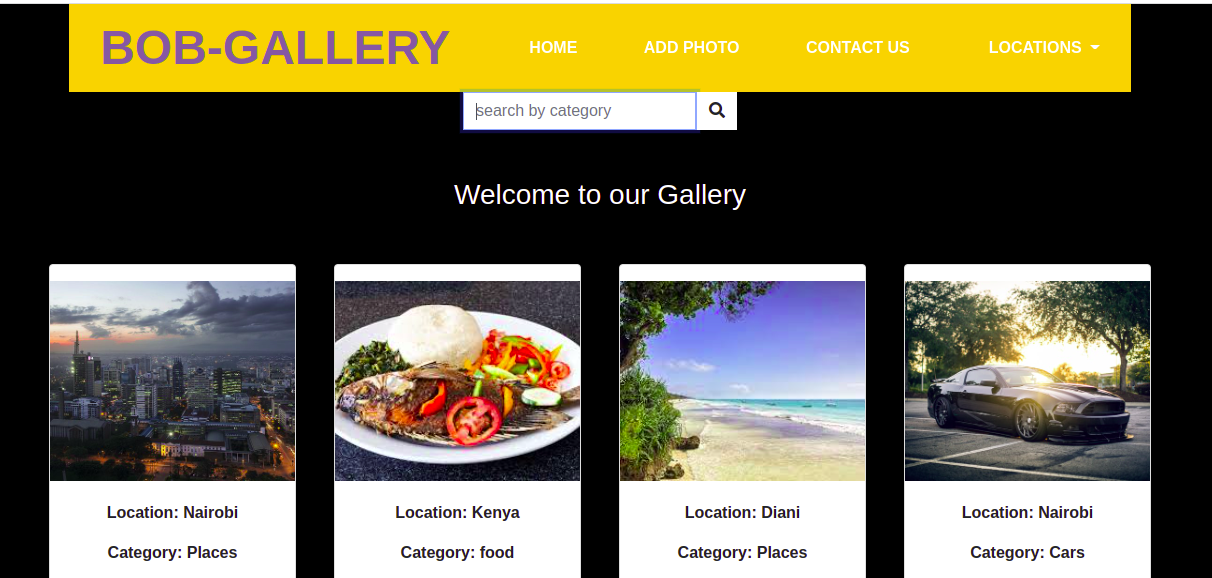 BOB-GALLERY HOME ADD PHOTO CONTACT US LOCATIONS
search by category
Welcome to our Gallery
Location: Nairobi
Category: Places
Location: Kenya
Category: food
Location: Diani
Category: Places
Location: Nairobi
Category: Cars